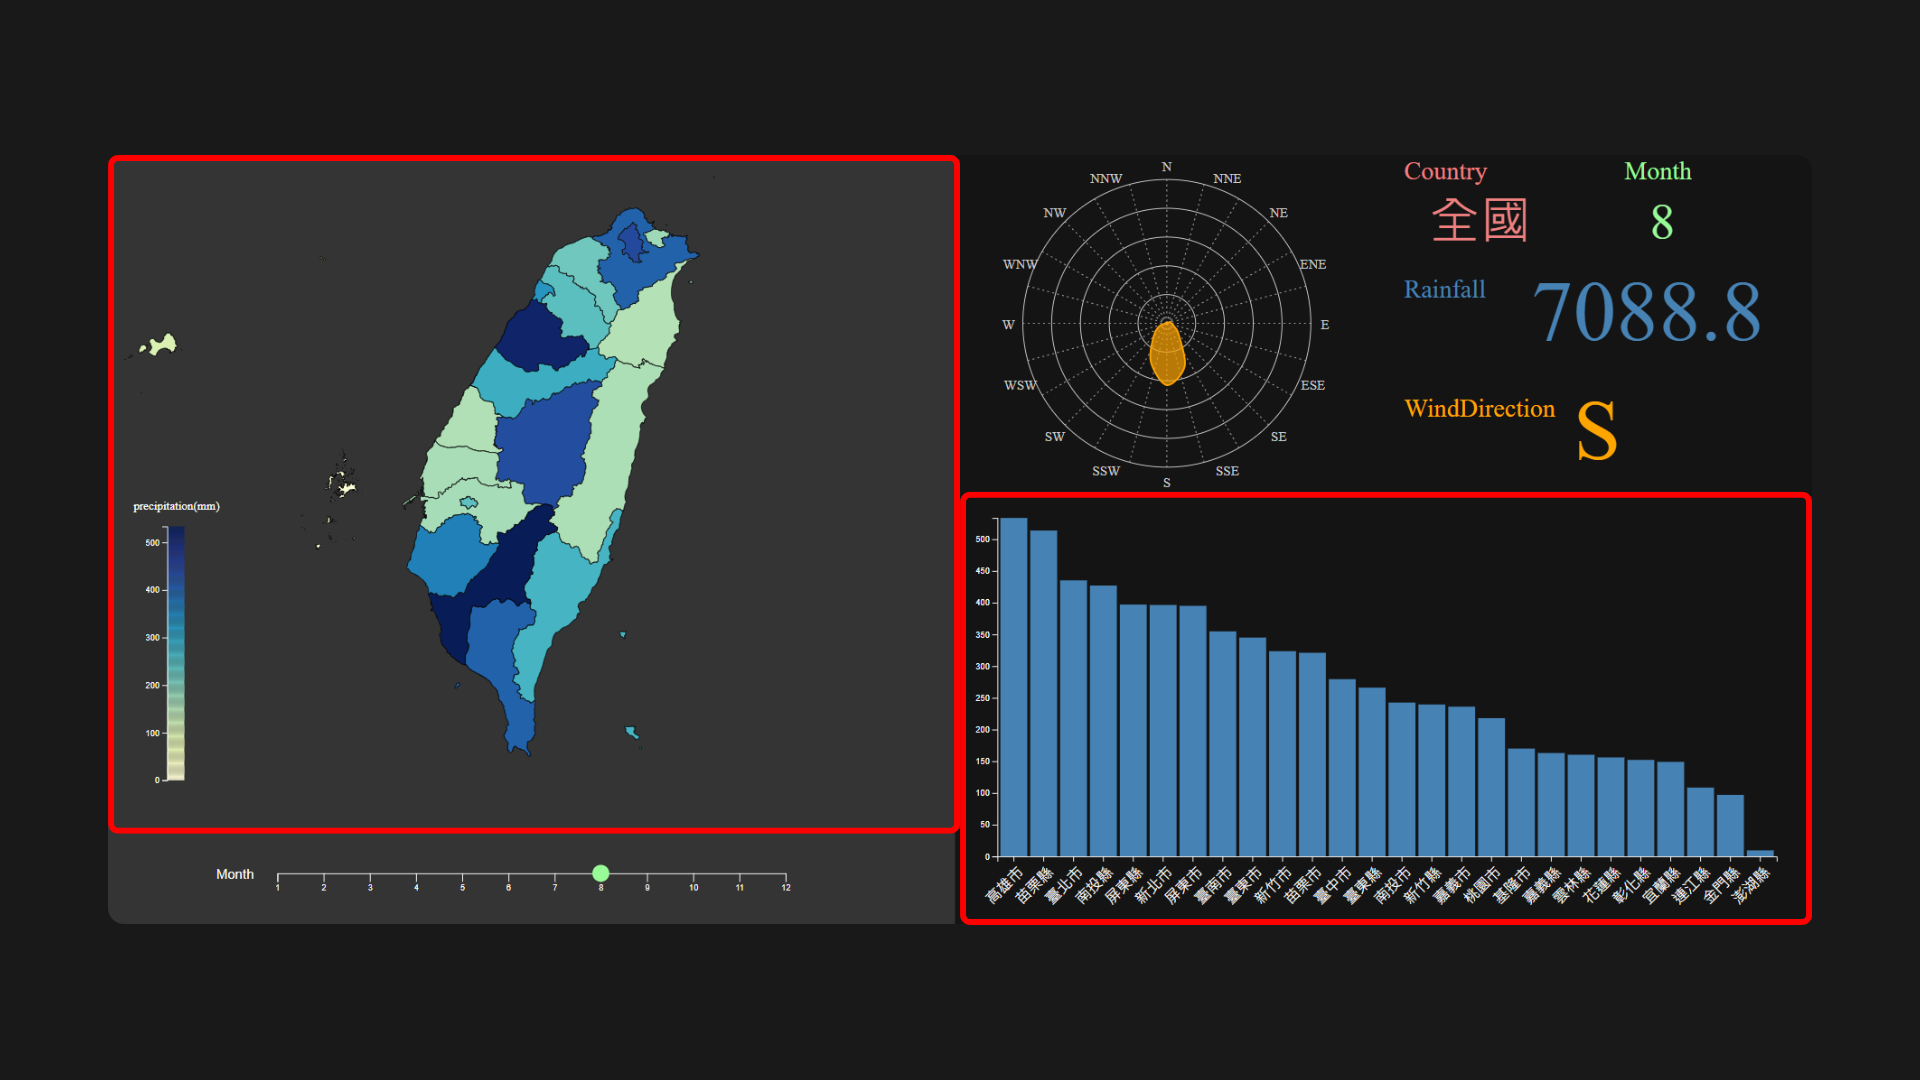 precipitation(mm)
500
400
300
200
100
0
Month
1 2 3 4 5 6 7 8 9 10 11 12
N
NNE
NE
ENE
E
ESE
SE
SSE
S
SSW
SW
WSW
W
WNW
NW
NNW
Country
全國
Month
8
Rainfall
7088.8
WindDirection
S
500
450
400
350
300
250
200
150
100
50
0
高雄市 苗栗縣 臺北市 南投縣 屏東縣 新北市 屏東市 臺南市 臺東市 新竹市 苗栗市 臺中市 臺東縣 南投市 新竹縣 嘉義市 桃園市 基隆市 嘉義縣 雲林縣 花蓮縣 彰化縣 宜蘭縣 連江縣 金門縣 澎湖縣